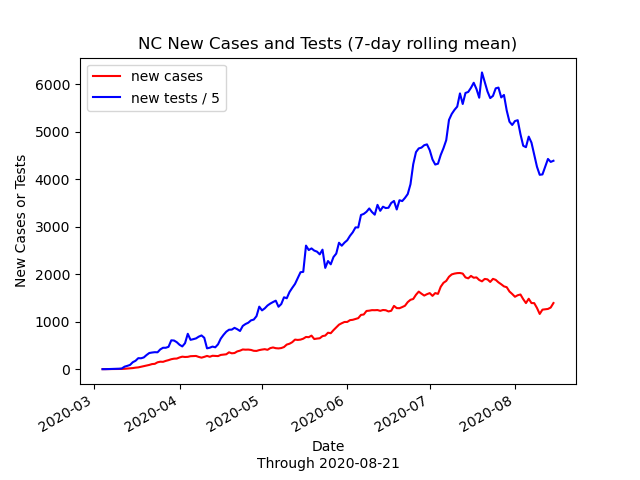 NC New Cases and Tests (7-day rolling mean)
new cases
new tests / 5
New Cases or Tests
6000
5000
4000
3000
2000
1000
0
2020-03
2020-04
2020-05
2020-06
2020-07
2020-08
Date
Through 2020-08-21